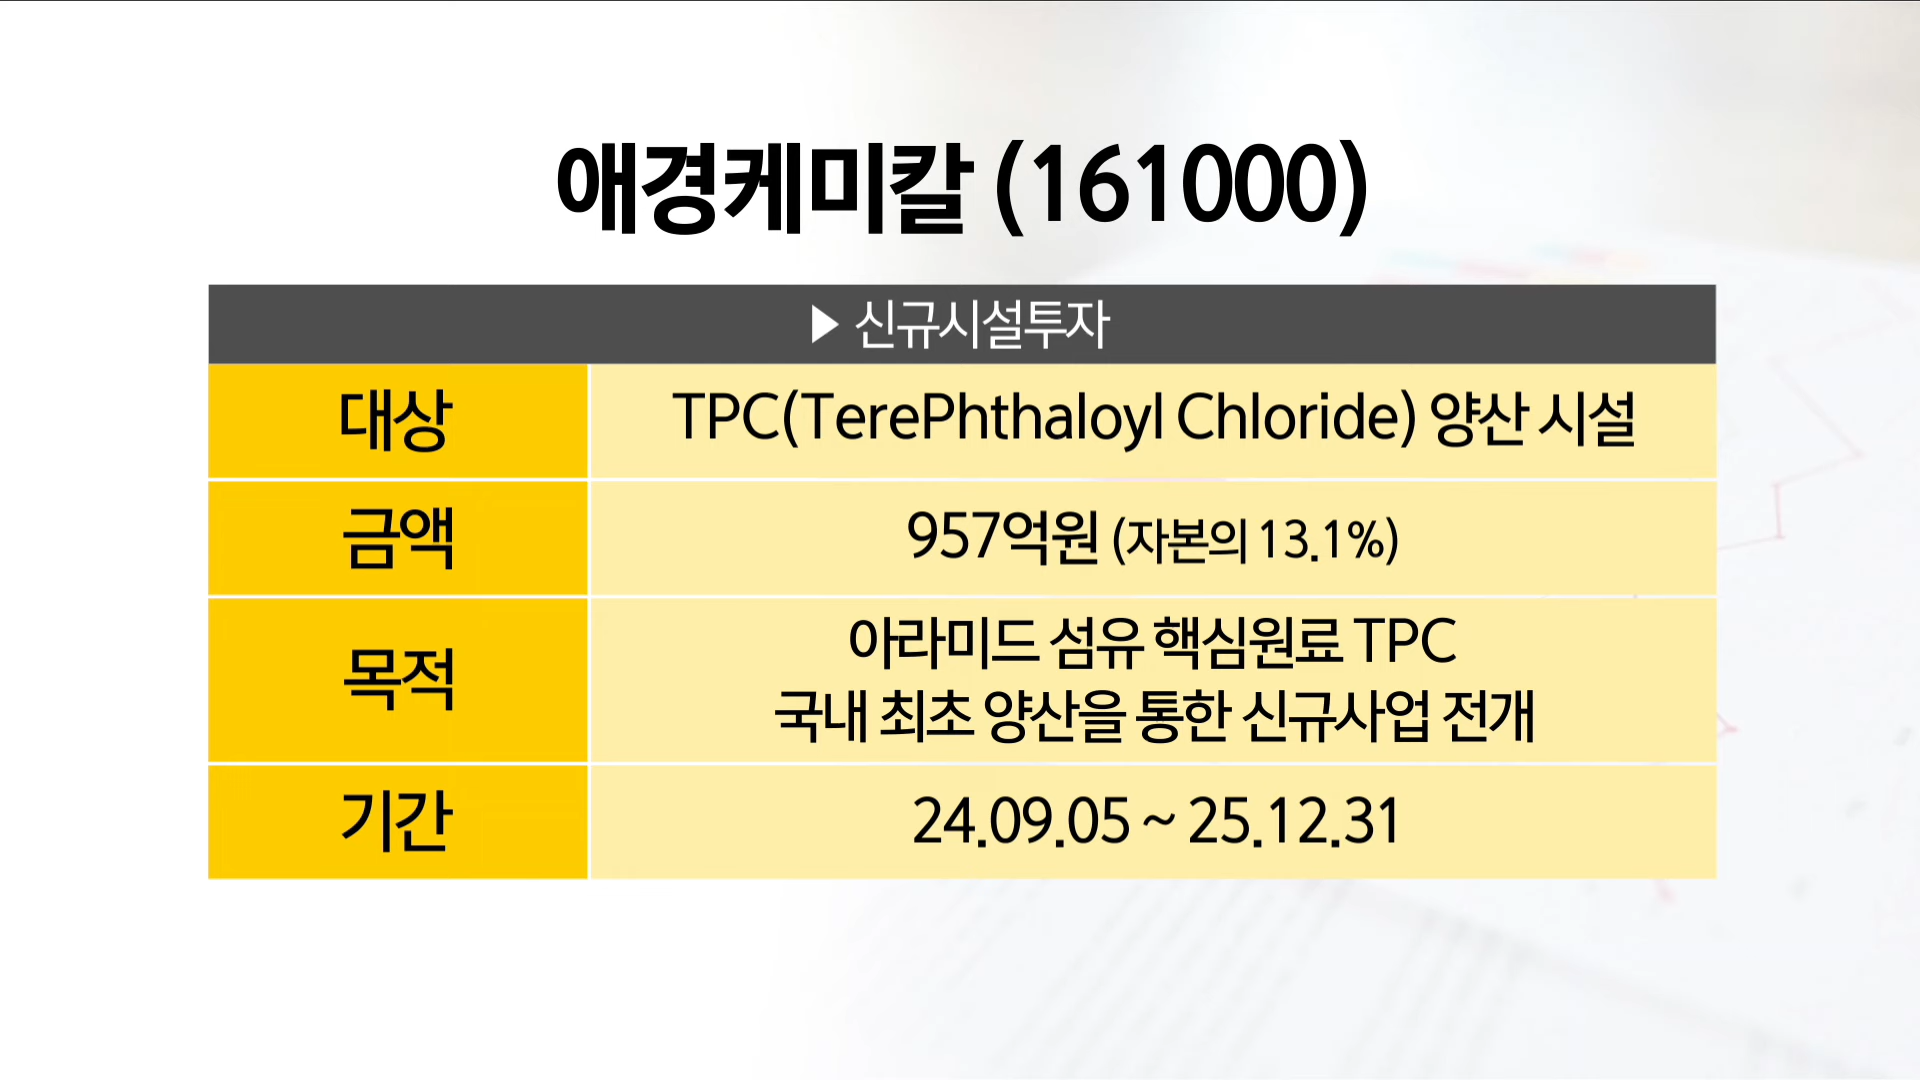 애경케미칼 (161000)
▶ 신규시설투자
대상
TPC(TerePhthaloyl Chloride) 양산 시설
금액
957억원 (자본의 13.1%)
목적
아라미드 섬유 핵심원료 TPC
국내 최초 양산을 통한 신규사업 전개
기간
24.09.05 ~ 25.12.31